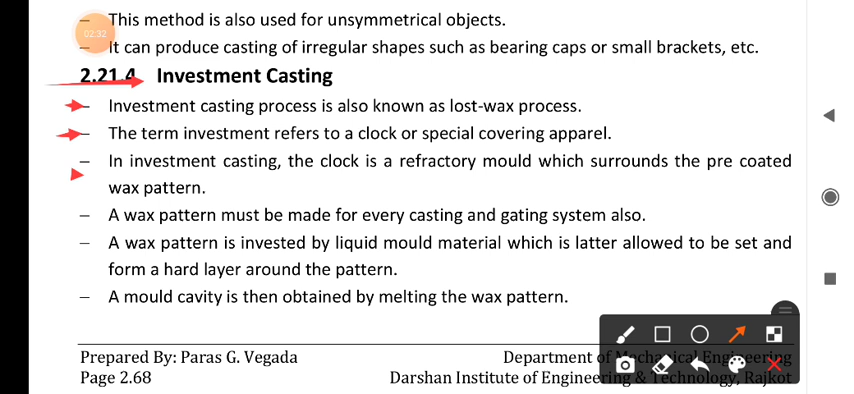 – This method is also used for unsymmetrical objects.
02:32
– It can produce casting of irregular shapes such as bearing caps or small brackets, etc.
2.21.4 Investment Casting
– Investment casting process is also known as lost-wax process.
– The term investment refers to a clock or special covering apparel.
– In investment casting, the clock is a refractory mould which surrounds the pre coated
wax pattern.
– A wax pattern must be made for every casting and gating system also.
– A wax pattern is invested by liquid mould material which is latter allowed to be set and
form a hard layer around the pattern.
– A mould cavity is then obtained by melting the wax pattern.
Prepared By: Paras G. Vegada
Department of Mechanical Engineering
Page 2.68
Darshan Institute of Engineering & Technology, Rajkot